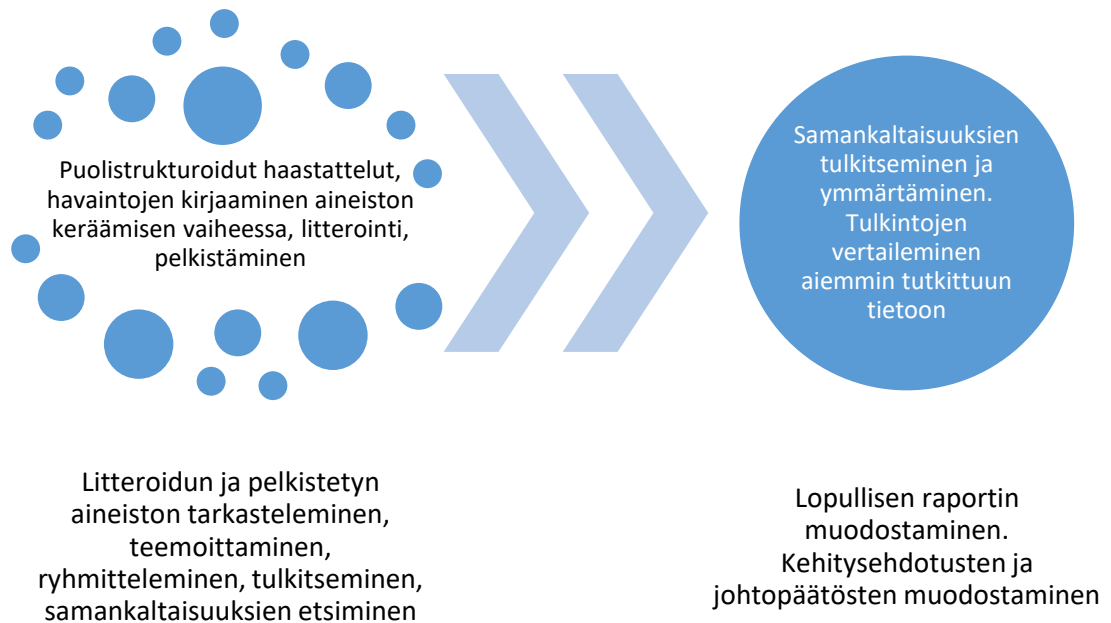 Puolistrukturoidut haastattelut,
havaintojen kirjaaminen aineiston
keräämisen vaiheessa, litterointi,
pelkistäminen
Litteroidun ja pelkistetyn
aineiston tarkasteleminen,
teemoittaminen,
ryhmitteleminen, tulkitseminen,
samankaltaisuuksien etsiminen
Samankaltaisuuksien
tulkitseminen ja
ymmärtäminen.
Tulkintojen
vertaileminen
aiemmin tutkittuun
tietoon
Lopullisen raportin
muodostaminen.
Kehitysehdotusten ja
johtopäätösten muodostaminen